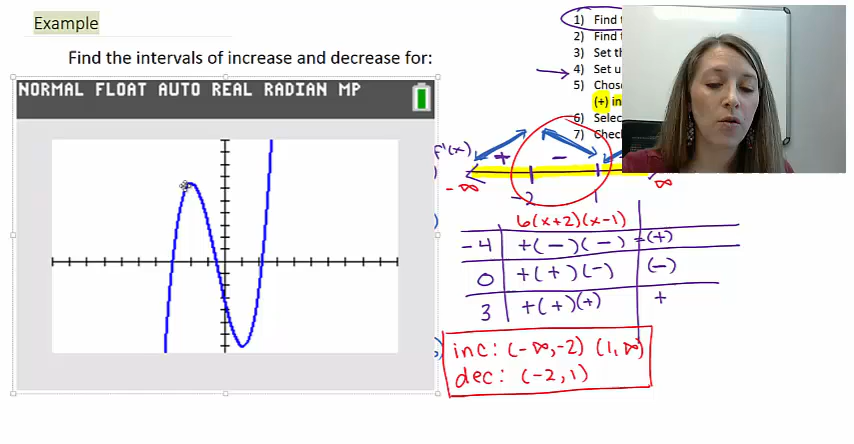 Example
Find the intervals of increase and decrease for:
NORMAL FLOAT AUTO REAL RADIAN MP
1) Find
2) Find
3) Set
4) Set
5)
(+) in
6) Selec
7) Chec
f'(x)
+ −
-∞ -2 1 ∞
6(x+2)(x-1)
-4 +(-)(-) =(+)
0 +(+)(-) (-)
3 +(+)(+) +
inc: (-∞,-2) (1,∞)
dec: (-2,1)